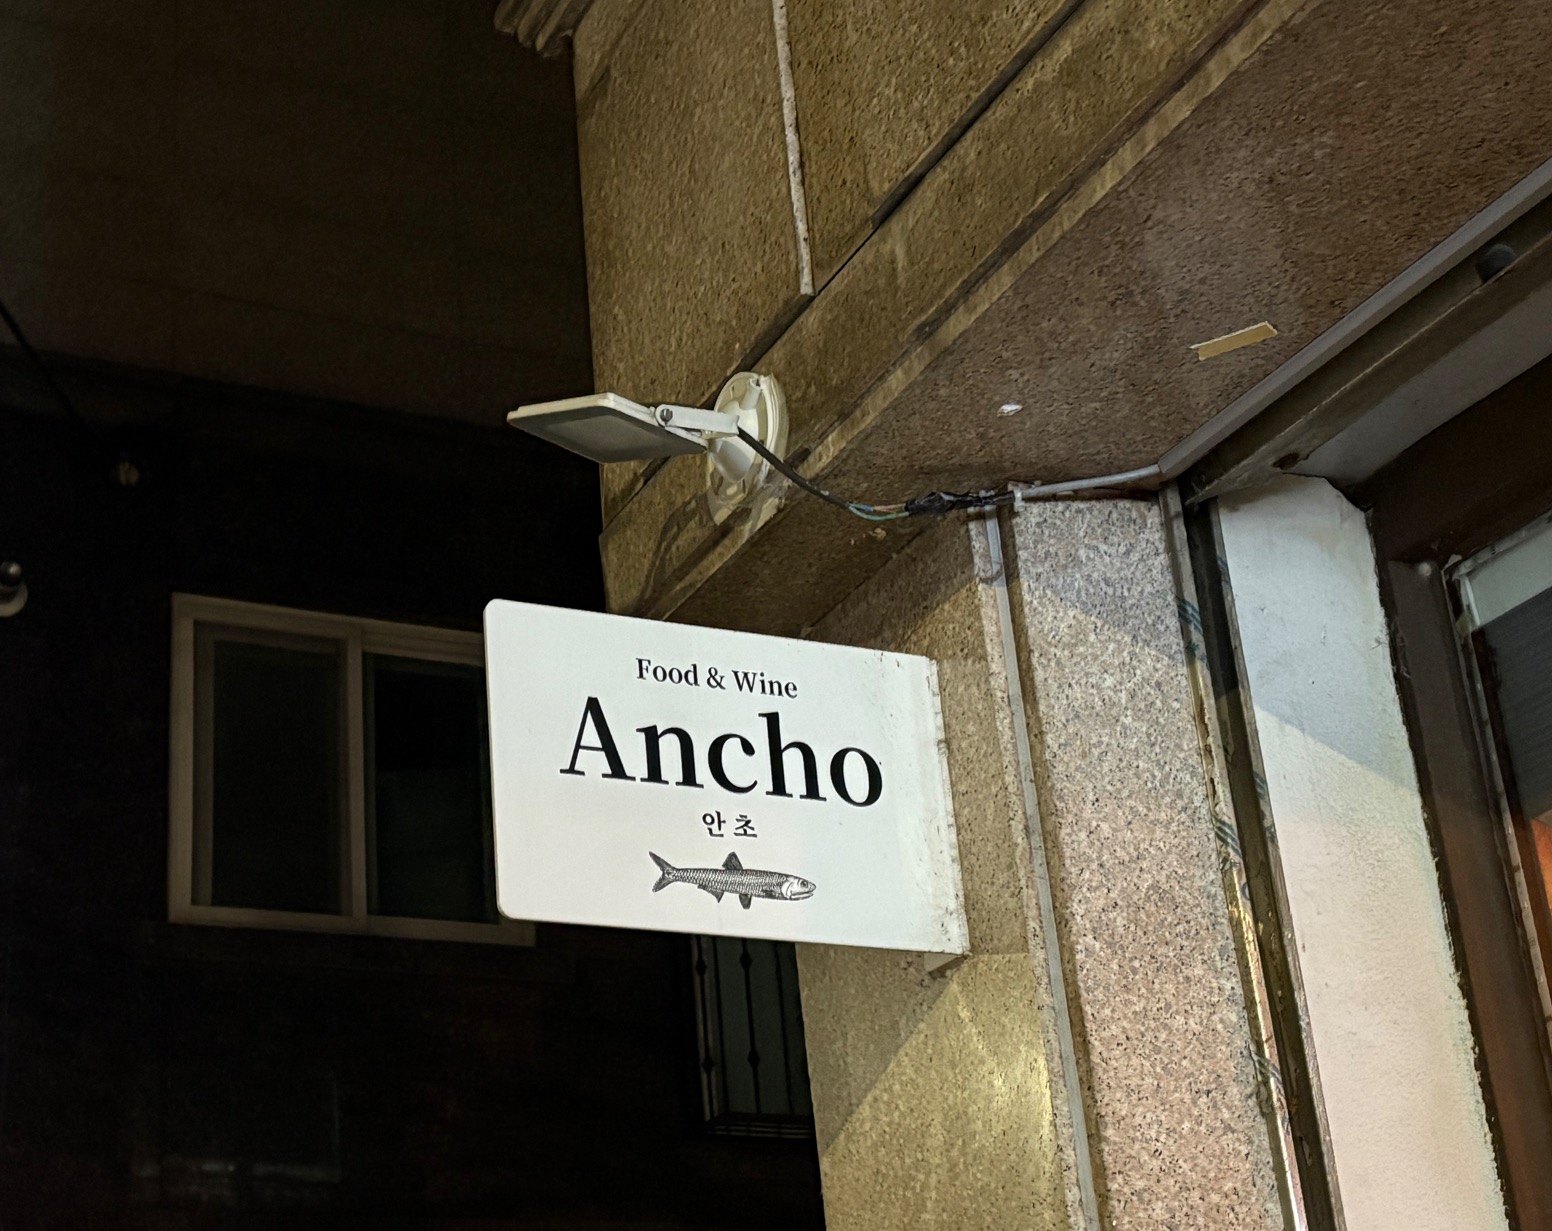 Food & Wine
Ancho
안초